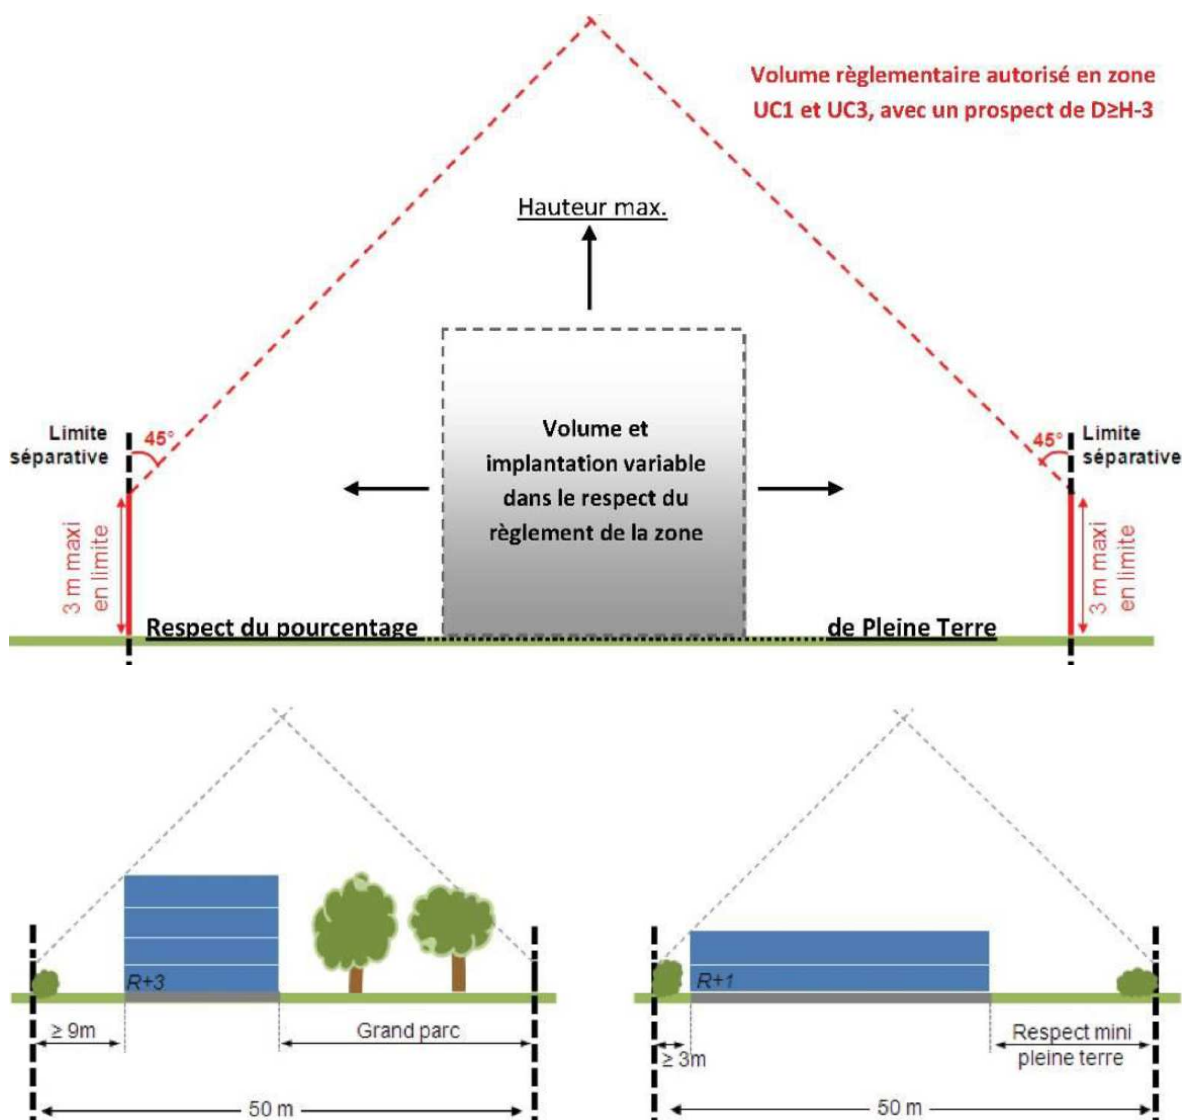 Volume règlementaire autorisé en zone
UC1 et UC3, avec un prospect de D≥H-3
Hauteur max.
Limite
séparative
45°
45°
Limite
séparative
Volume et
implantation variable
dans le respect du
règlement de la zone
3 m maxi
en limite
3 m maxi
en limite
Respect du pourcentage
de Pleine Terre
R+3
≥ 9m
Grand parc
50 m
R+1
≥ 3m
Respect mini
pleine terre
50 m